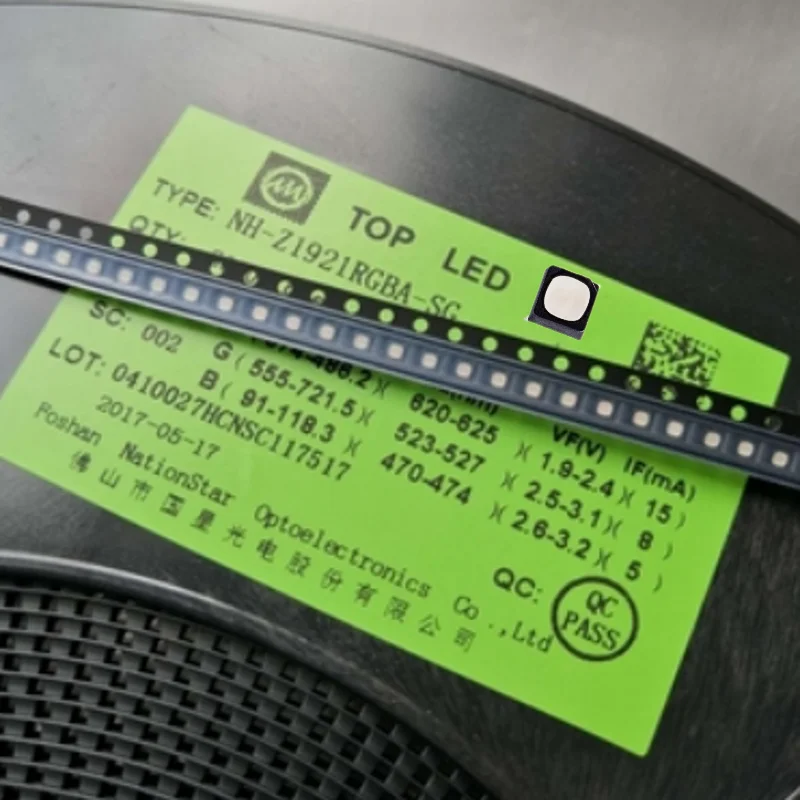 TOP LED
TYPE: NH-Z1921RGBA-SG
QTY:
VF(V) IF(mA)
620-625 )( 1.9-2.4 )( 15 )
G( 555-721.5 )( 523-527 )( 2.5-3.1 )( 8 )
B( 91-118.3 )( 470-474 )( 2.6-3.2 )( 5 )
SC: 002
LOT: 0410027HCNSC117517
2017-05-17
QC: QC PASS
Foshan NationStar Optoelectronics Co.,Ltd
佛山市国星光电股份有限公司